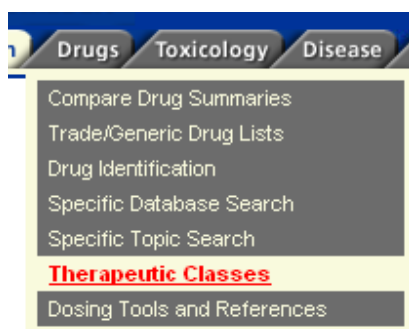 Drugs Toxicology Disease
Compare Drug Summaries
Trade/Generic Drug Lists
Drug Identification
Specific Database Search
Specific Topic Search
Therapeutic Classes
Dosing Tools and References